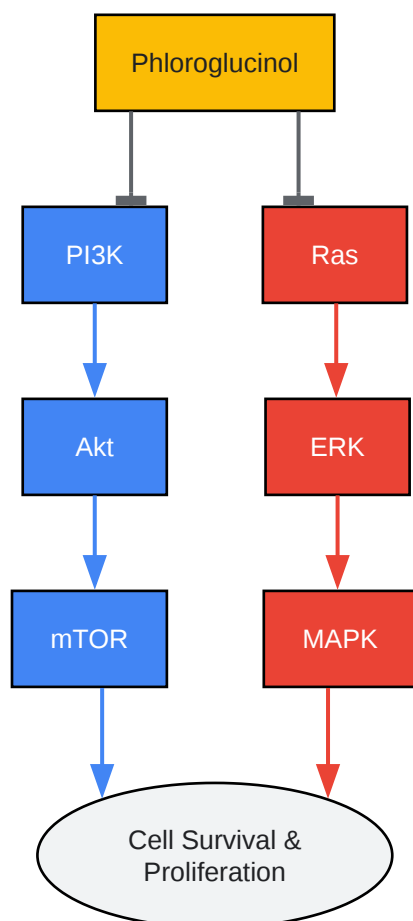 Phloroglucinol
PI3K
Ras
Akt
ERK
mTOR
MAPK
Cell Survival &
Proliferation